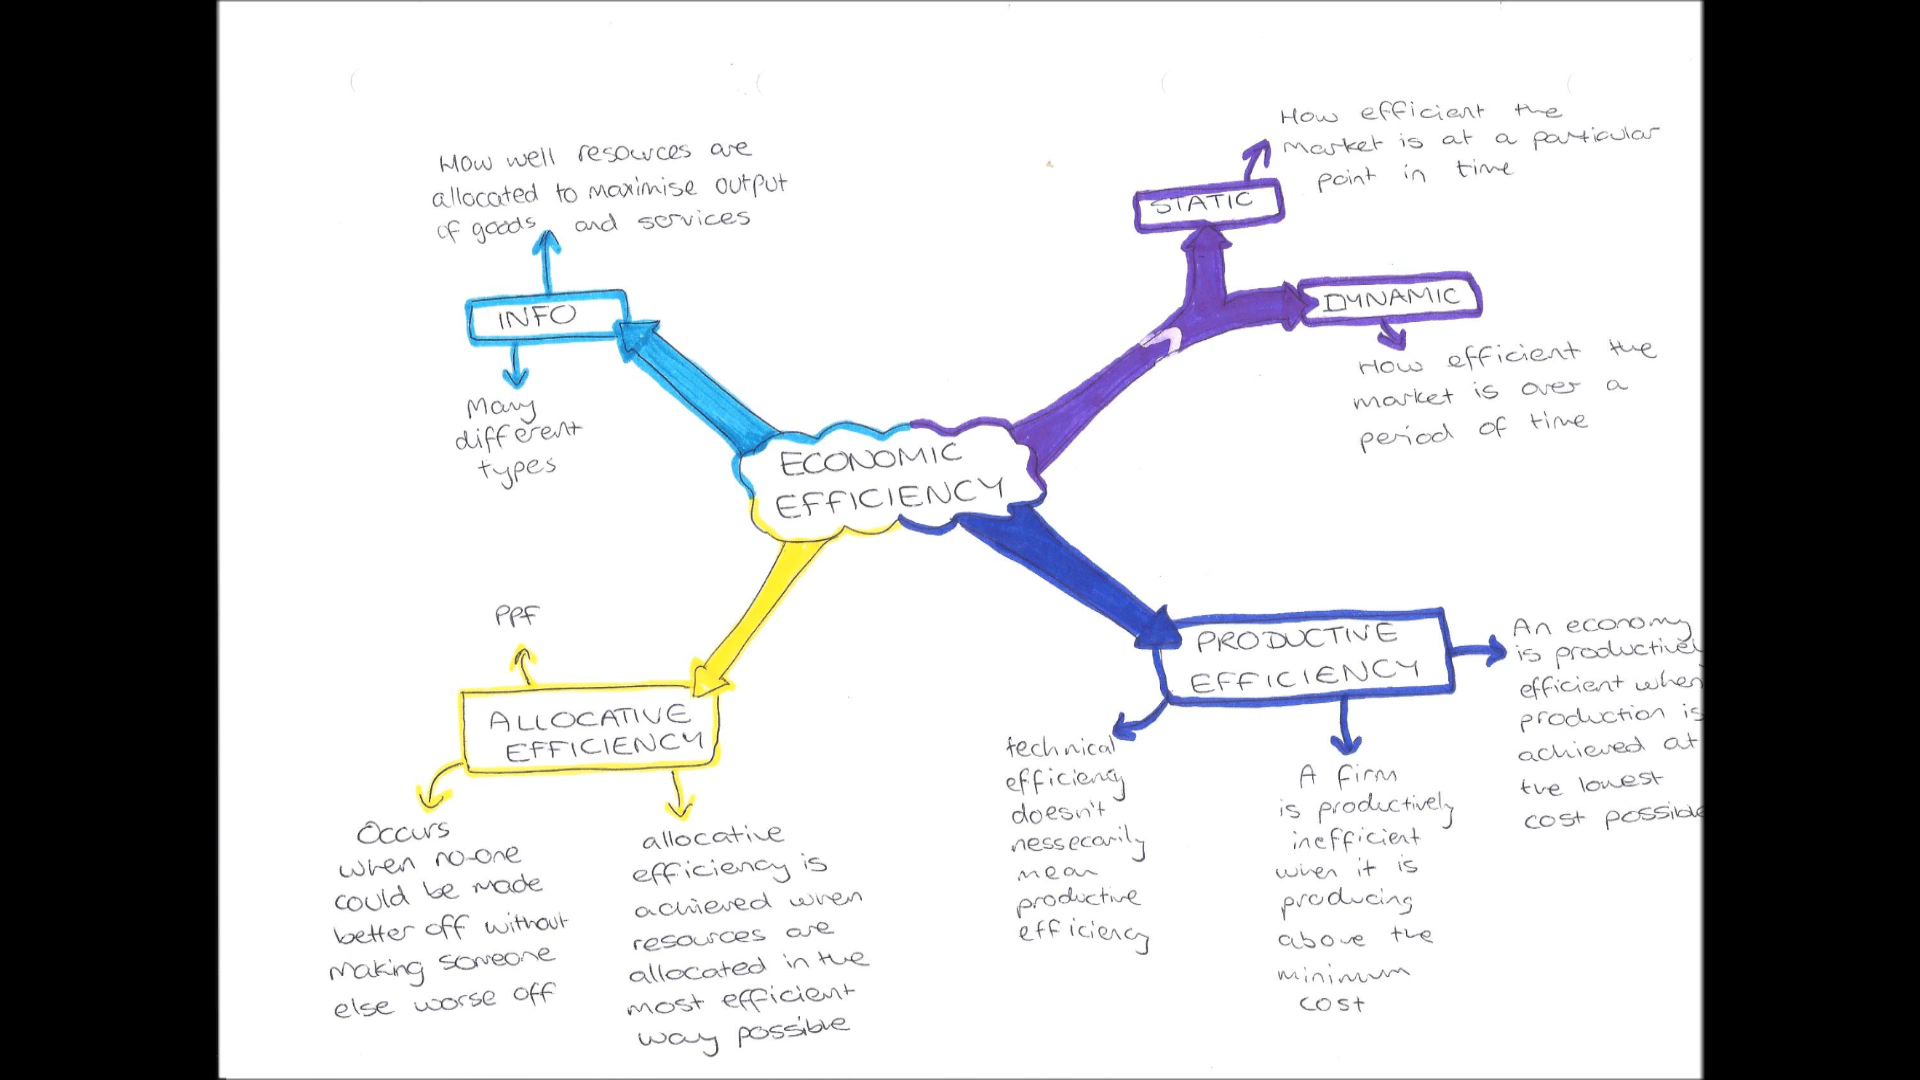 How well resources are
allocated to maximise output
of goods and services
INFO
Many
different
types
How efficient the
market is at a particular
point in time
STATIC
DYNAMIC
How efficient the
market is over a
period of time
ECONOMIC
EFFICIENCY
PPF
ALLOCATIVE
EFFICIENCY
Occurs
when no-one
could be made
better off without
making someone
else worse off
allocative
efficiency is
achieved when
resources are
allocated in the
most efficient
way possible
PRODUCTIVE
EFFICIENCY
technical
efficiency
doesn't
nessecarily
mean
productive
efficiency
A firm
is productively
inefficient
when it is
producing
above the
minimum
cost
An economy
is productivel
efficient when
production is
achieved at
the lowest
cost possible